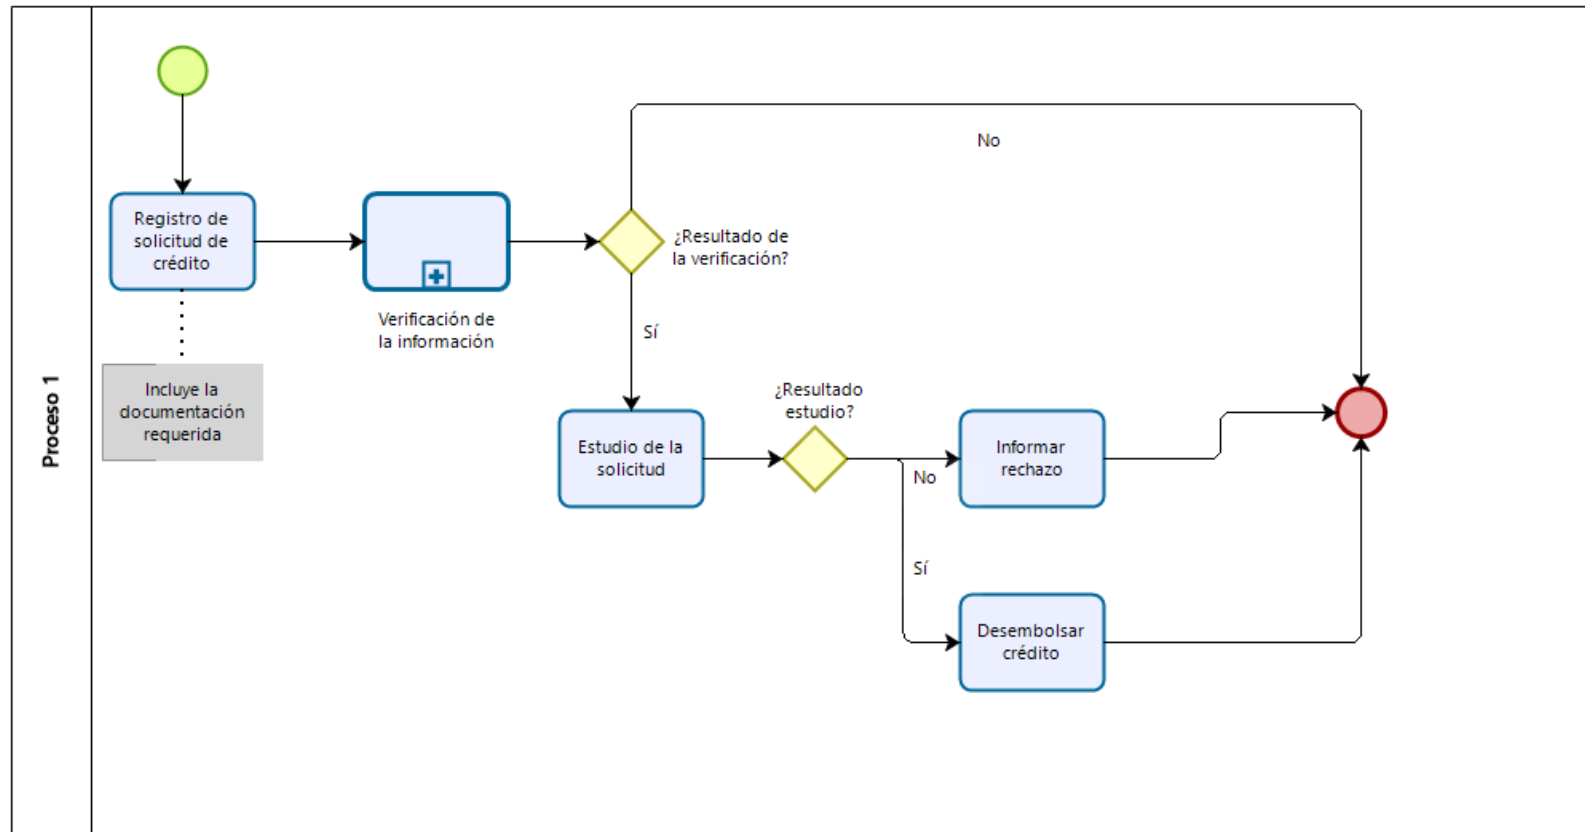 Proceso 1
Registro de
solicitud de
crédito
Incluye la
documentación
requerida
Verificación de
la información
¿Resultado de
la verificación?
No
Sí
Estudio de la
solicitud
¿Resultado
estudio?
No
Sí
Informar
rechazo
Desembolsar
crédito